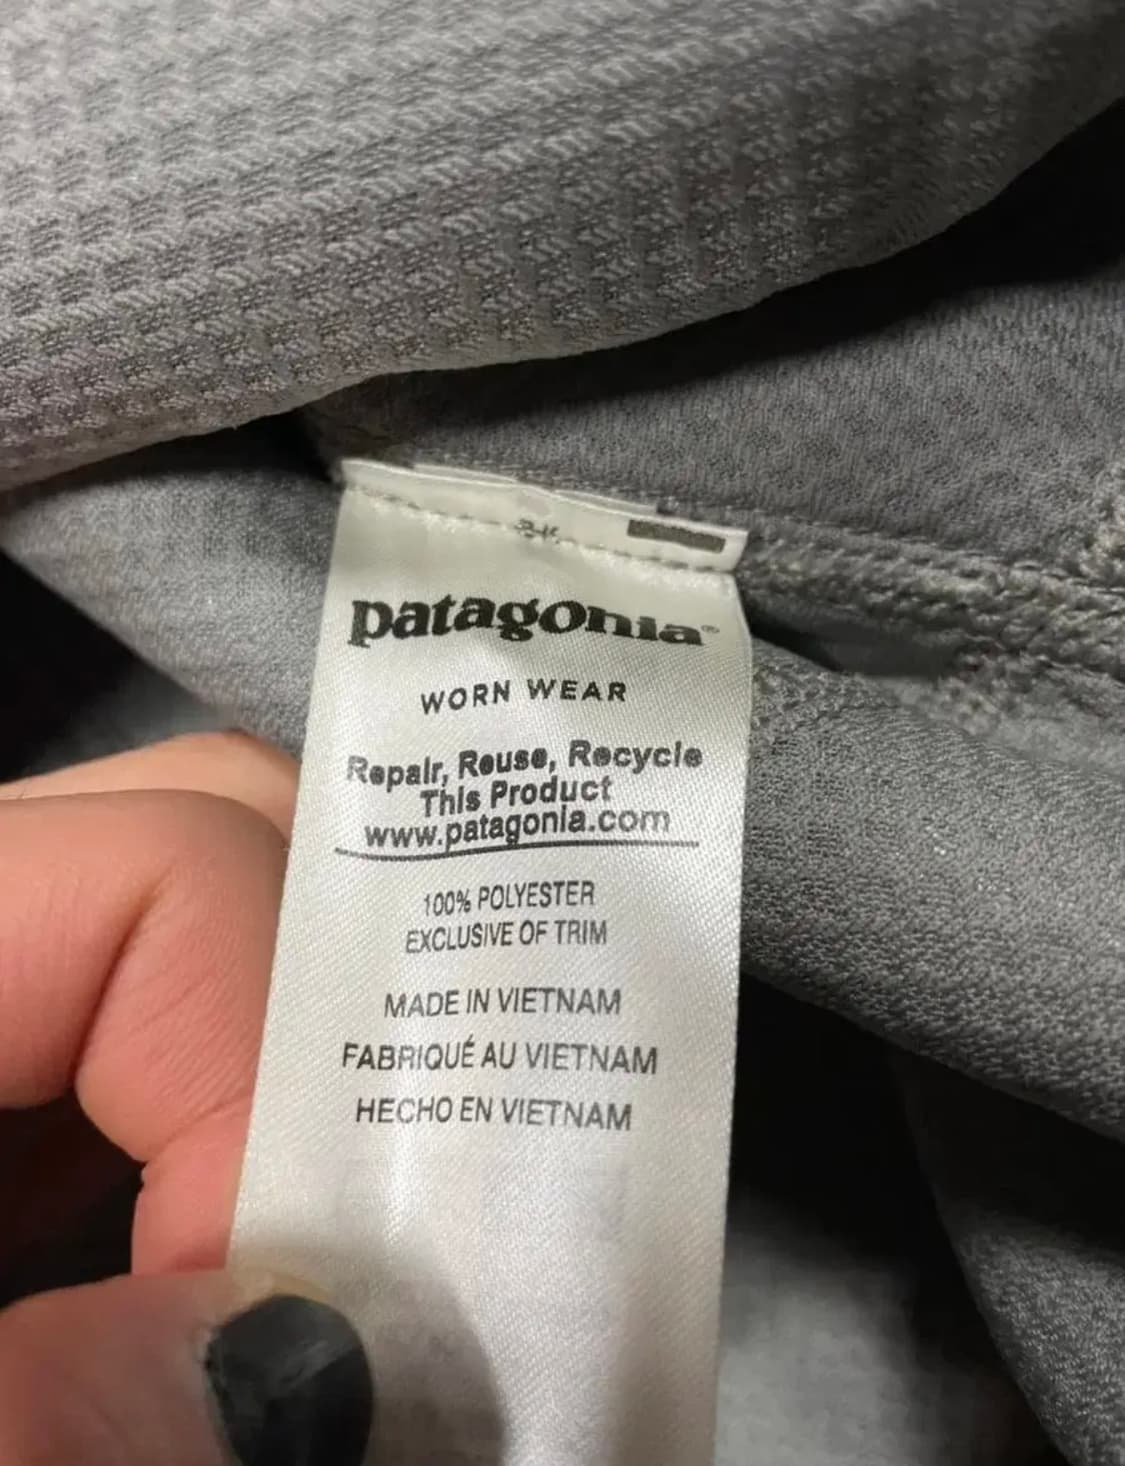 patagonia®
WORN WEAR
Repair, Reuse, Recycle
This Product
www.patagonia.com
100% POLYESTER
EXCLUSIVE OF TRIM
MADE IN VIETNAM
FABRIQUÉ AU VIETNAM
HECHO EN VIETNAM